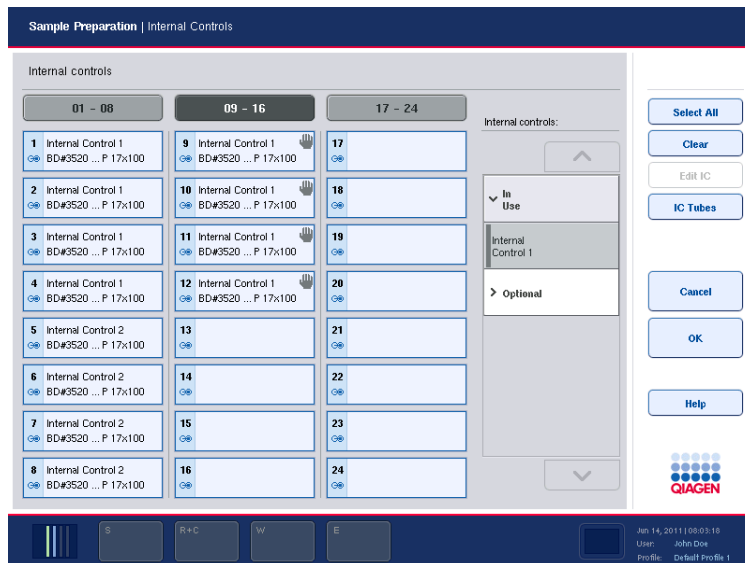 Sample Preparation | Internal Controls
Internal controls
01 - 08
09 - 16
17 - 24
1 Internal Control 1
BD#3520 ... P 17x100
2 Internal Control 1
BD#3520 ... P 17x100
3 Internal Control 1
BD#3520 ... P 17x100
4 Internal Control 1
BD#3520 ... P 17x100
5 Internal Control 2
BD#3520 ... P 17x100
6 Internal Control 2
BD#3520 ... P 17x100
7 Internal Control 2
BD#3520 ... P 17x100
8 Internal Control 2
BD#3520 ... P 17x100
9 Internal Control 1
BD#3520 ... P 17x100
10 Internal Control 1
BD#3520 ... P 17x100
11 Internal Control 1
BD#3520 ... P 17x100
12 Internal Control 1
BD#3520 ... P 17x100
13
14
15
16
17
18
19
20
21
22
23
24
Internal controls:
In
Use
Internal
Control 1
Optional
Select All
Clear
Edit IC
IC Tubes
Cancel
OK
Help
QIAGEN
S
R+C
W
E
Jun 14, 2011 | 08:03:18
User: John Doe
Profile: Default Profile 1